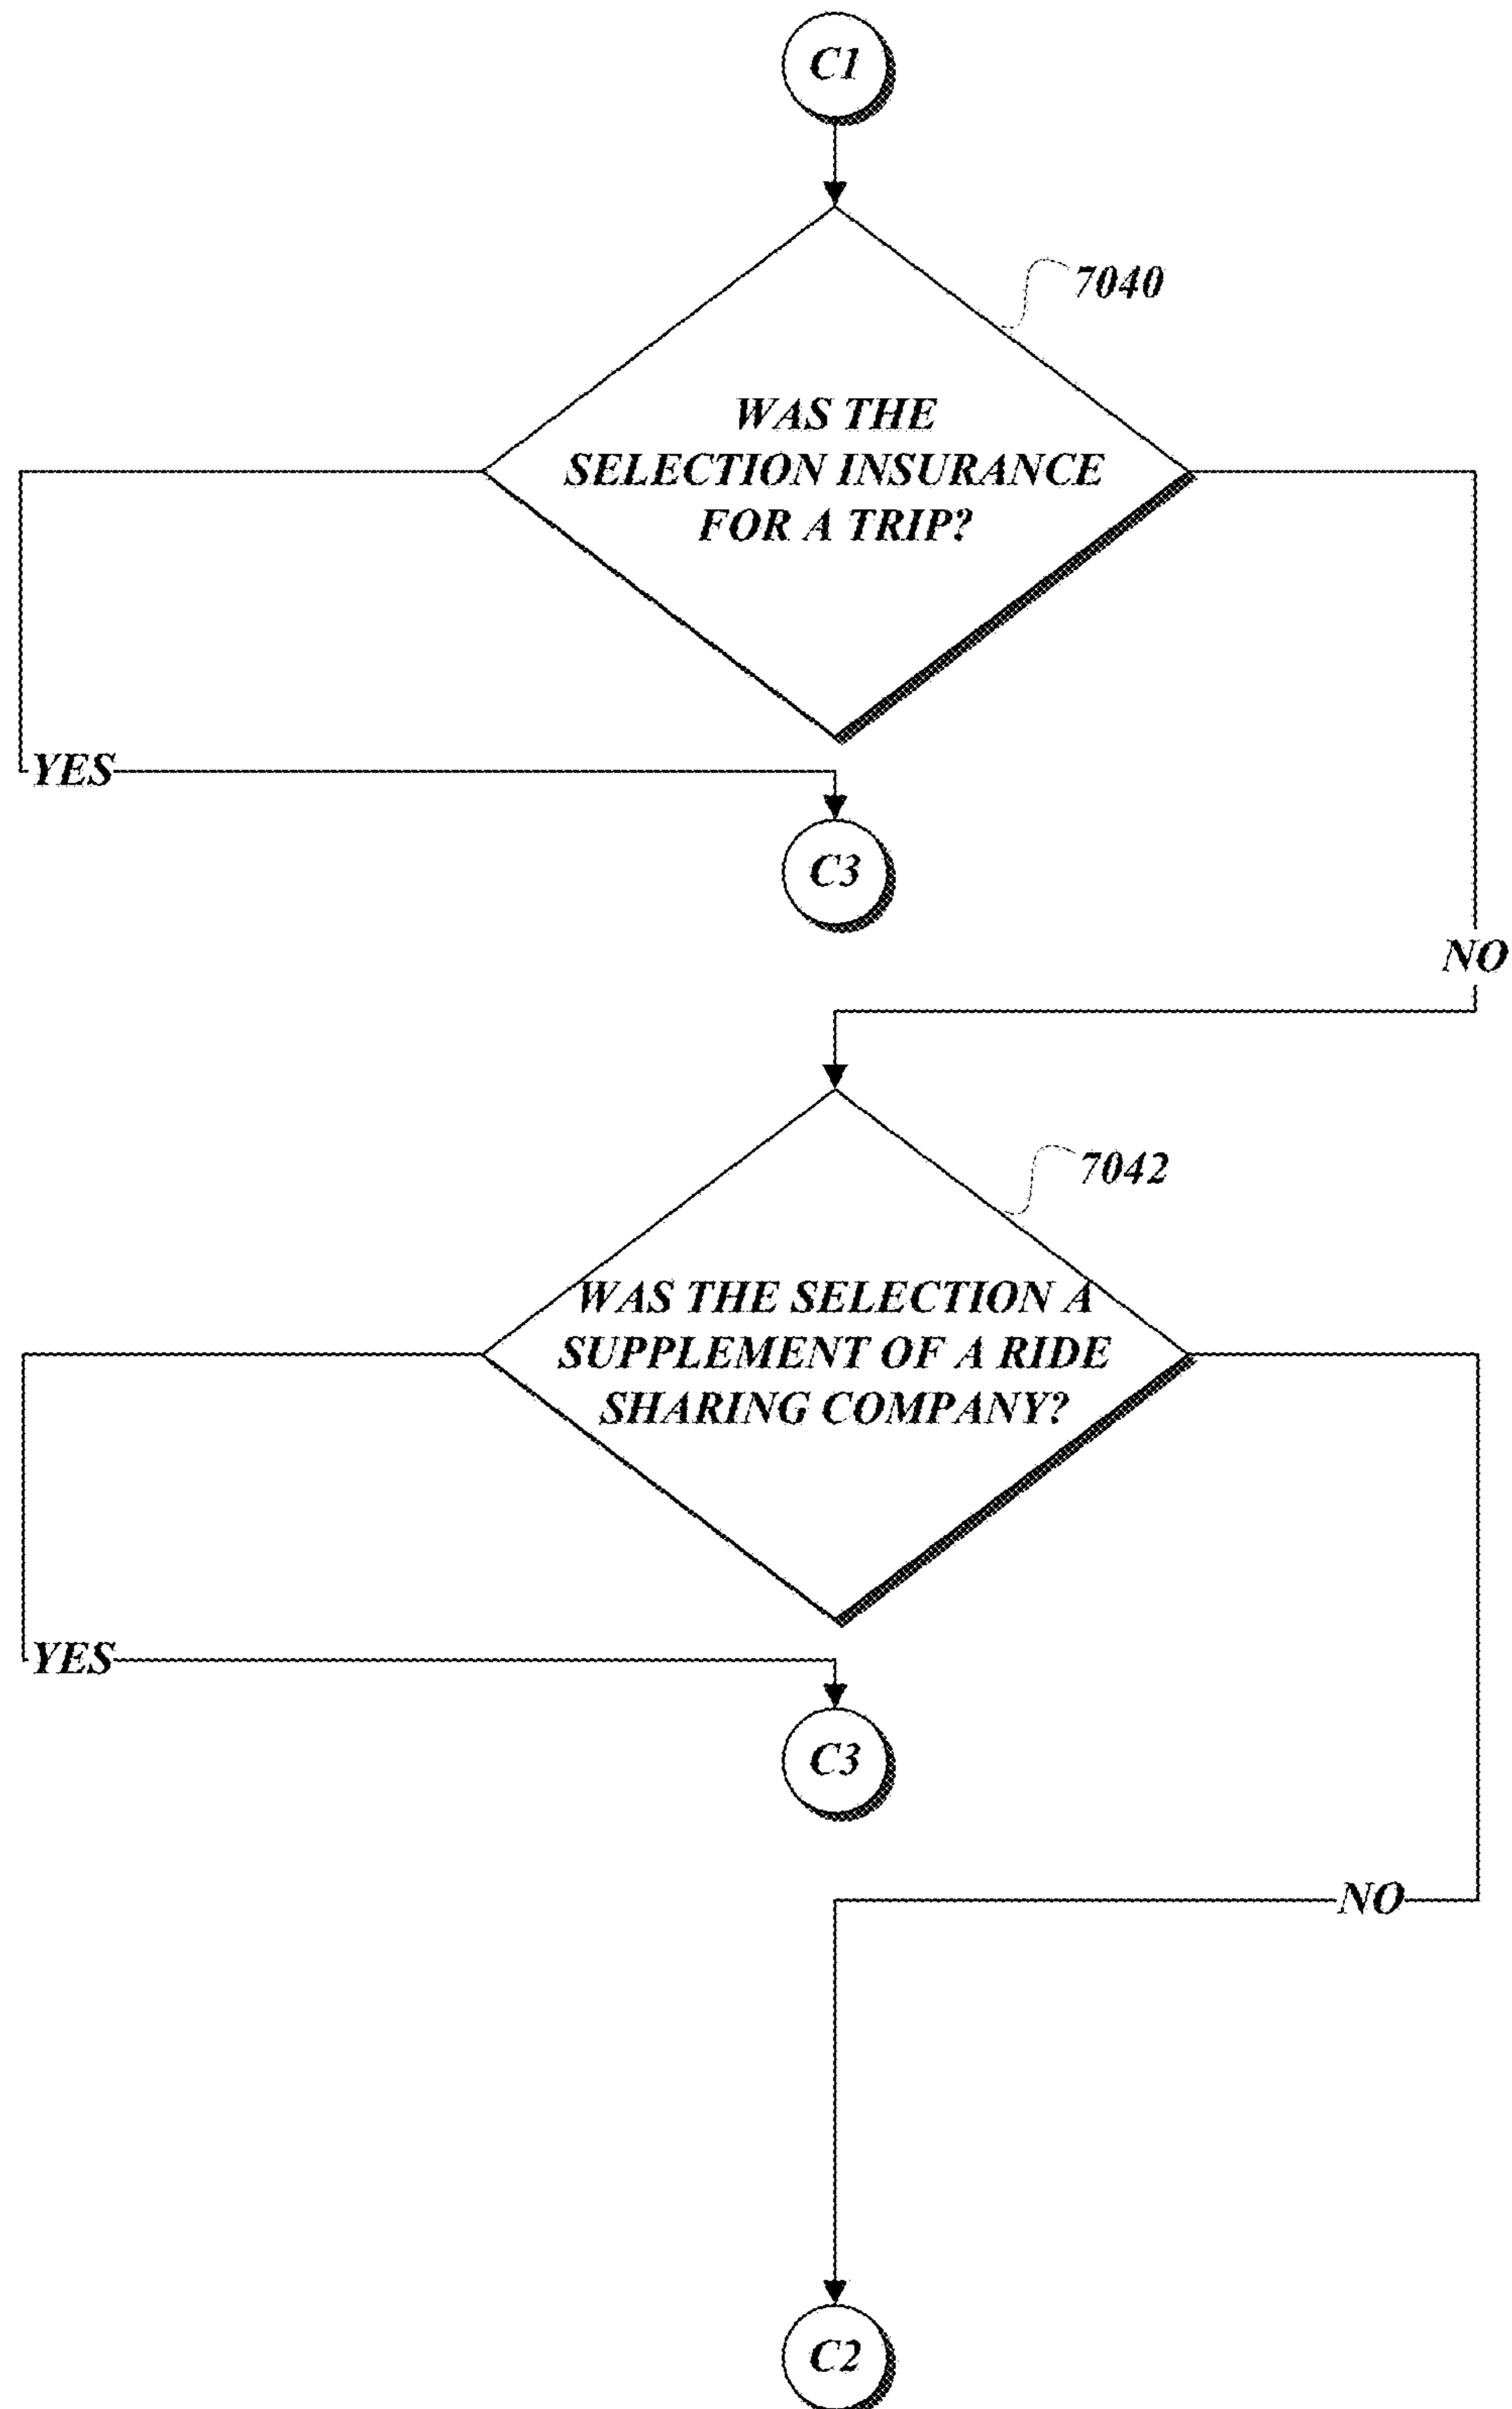 C1
7040
WAS THE
SELECTION INSURANCE
FOR A TRIP?
YES
C3
NO
7042
WAS THE SELECTION A
SUPPLEMENT OF A RIDE
SHARING COMPANY?
YES
C3
NO
C2